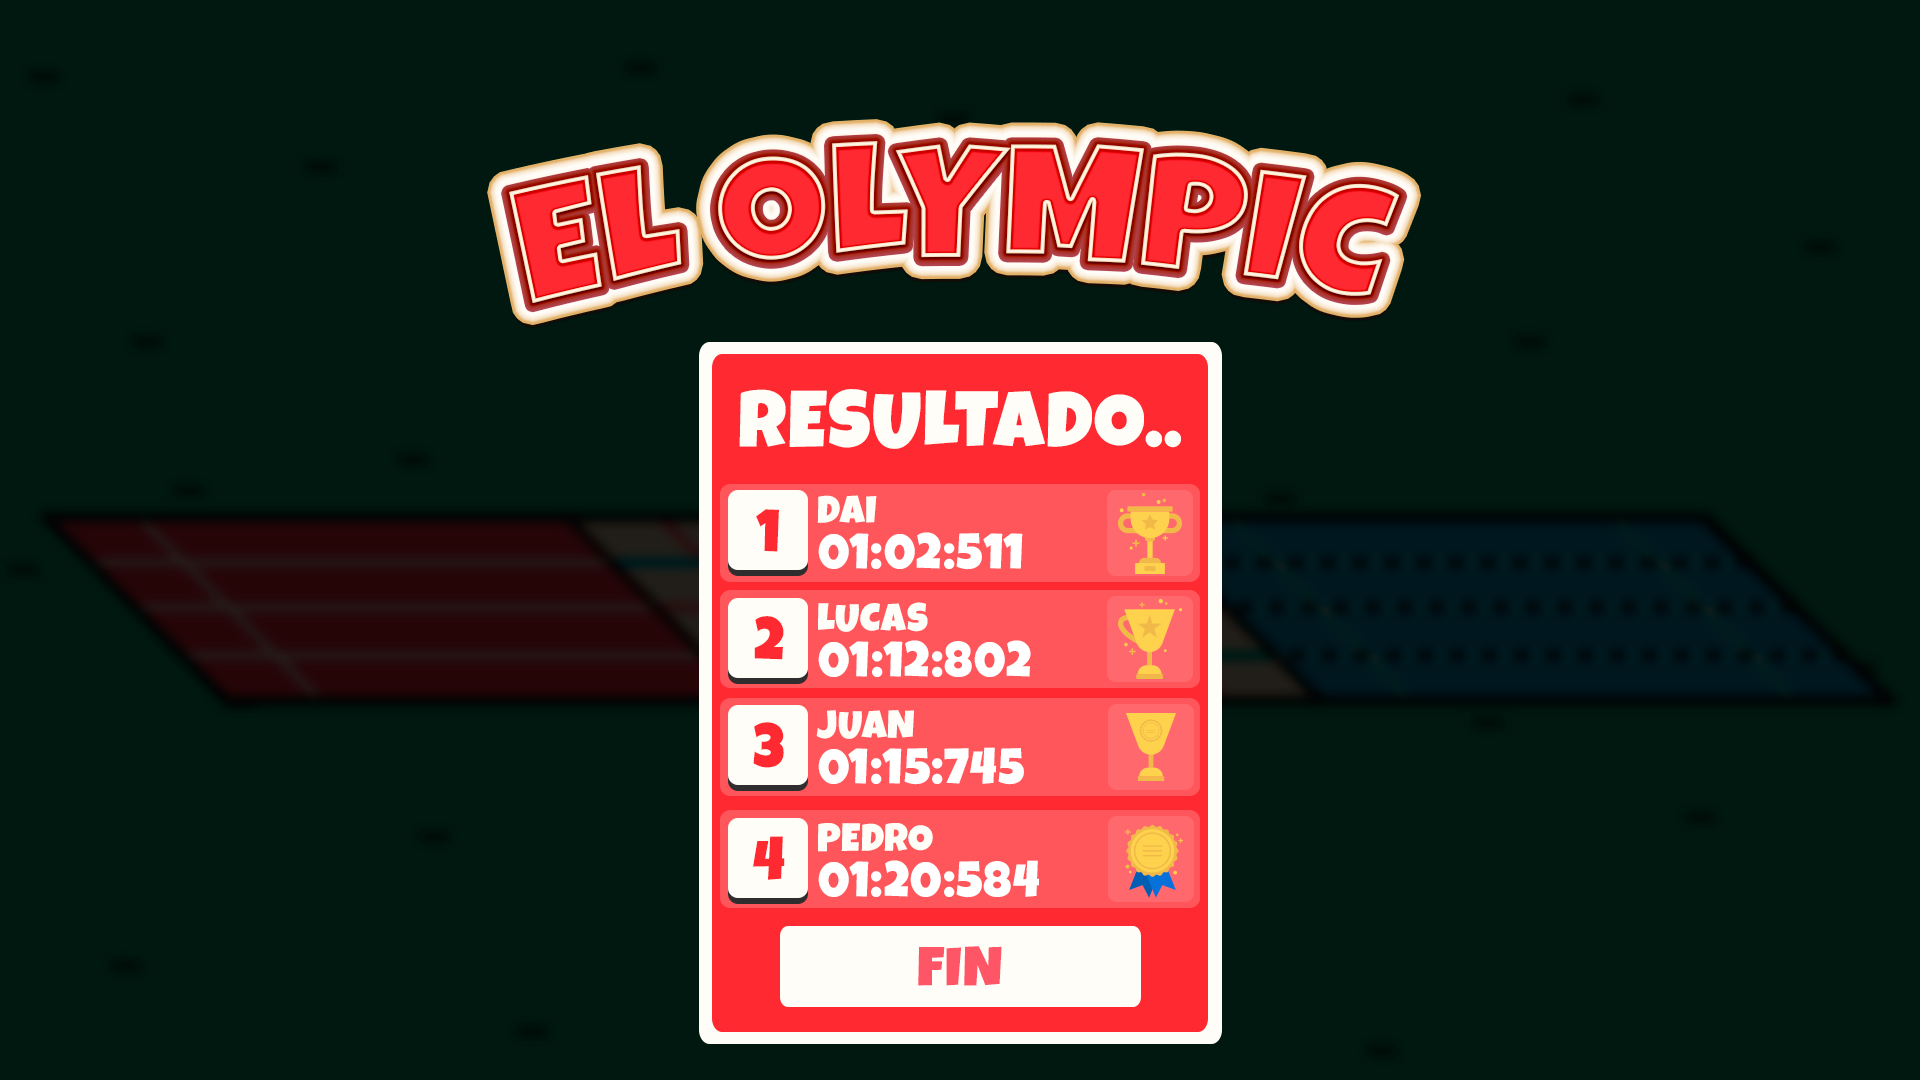 EL OLYMPIC
RESULTADO..
1
DAI
01:02:511
2
LUCAS
01:12:802
3
JUAN
01:15:745
4
PEDRO
01:20:584
FIN